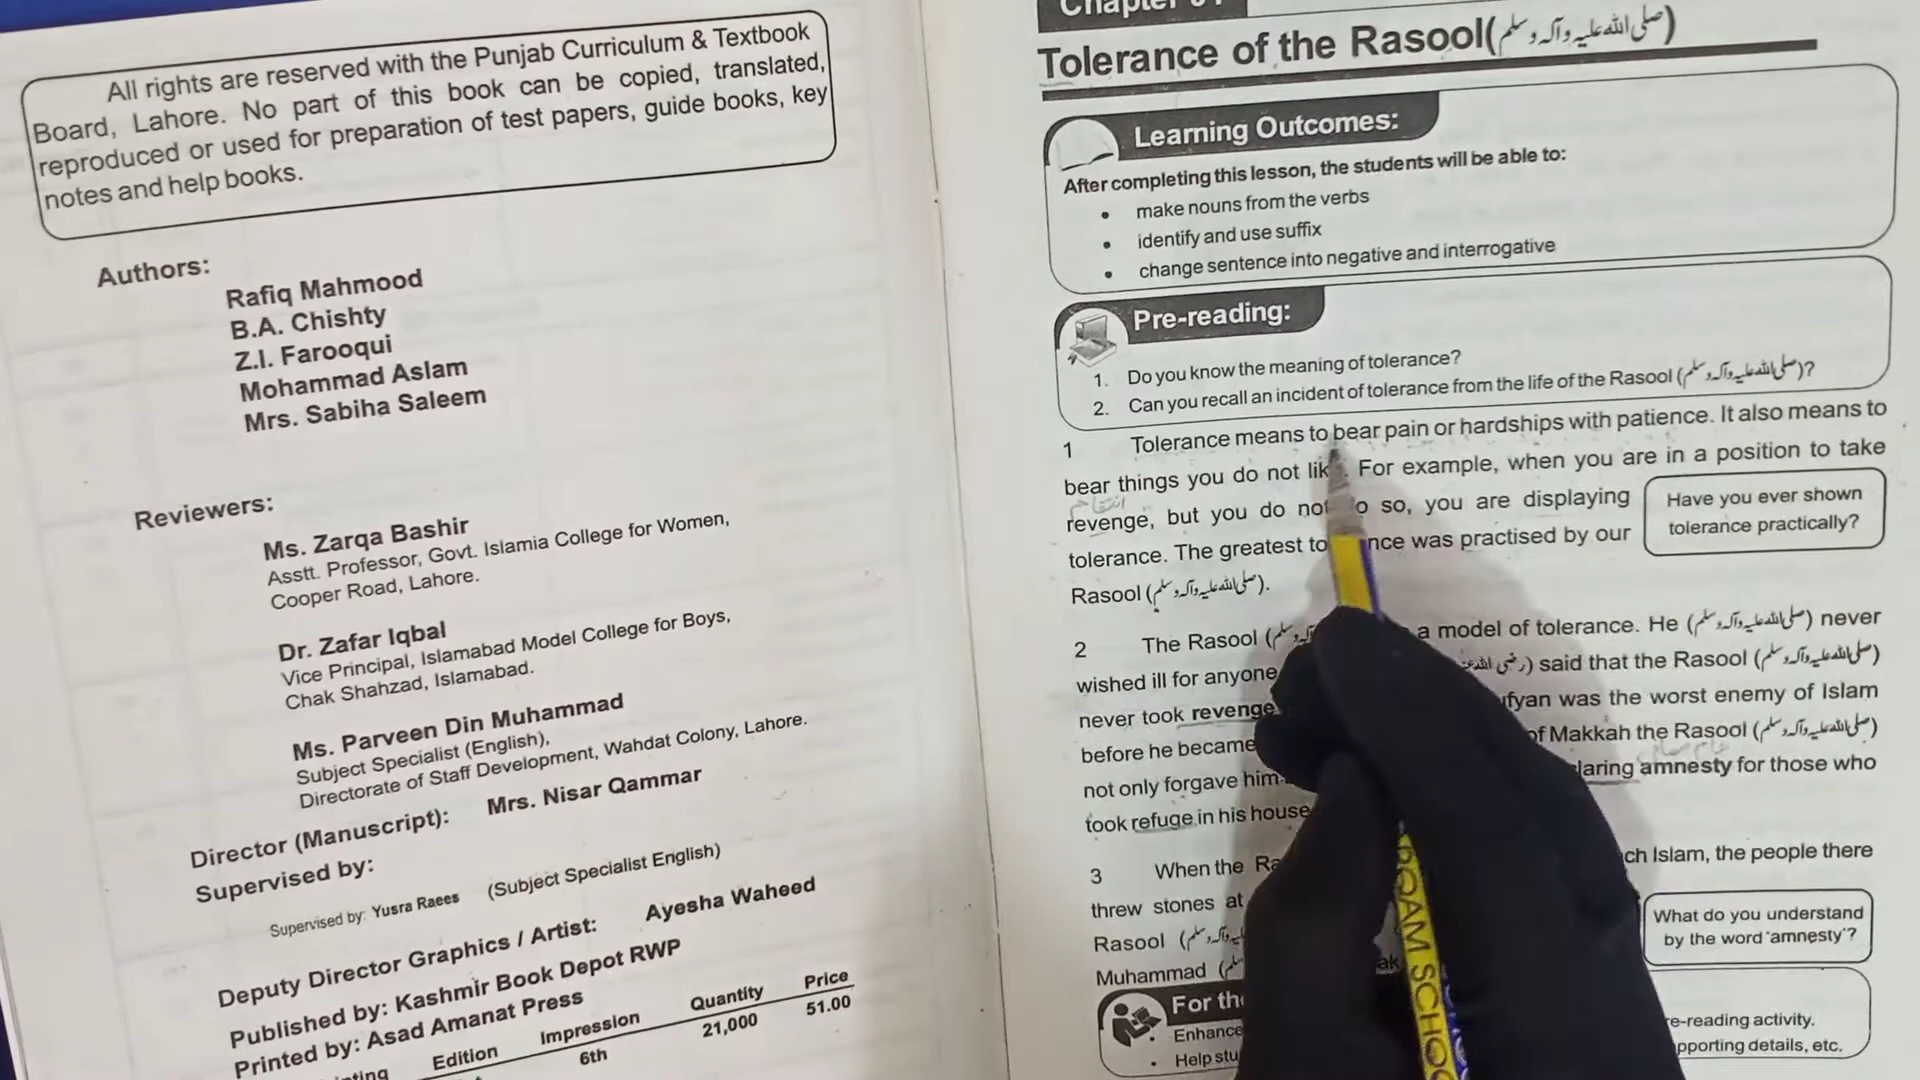 All rights are reserved with the Punjab Curriculum & Textbook
Board, Lahore. No part of this book can be copied, translated,
reproduced or used for preparation of test papers, guide books, key
notes and help books.
Authors:
Rafiq Mahmood
B.A. Chishty
Z.I. Farooqui
Mohammad Aslam
Mrs. Sabiha Saleem
Reviewers:
Ms. Zarqa Bashir
Asstt. Professor, Govt. Islamia College for Women,
Cooper Road, Lahore.
Dr. Zafar Iqbal
Vice Principal, Islamabad Model College for Boys,
Chak Shahzad, Islamabad.
Ms. Parveen Din Muhammad
Subject Specialist (English),
Directorate of Staff Development, Wahdat Colony, Lahore.
Director (Manuscript): Mrs. Nisar Qammar
Supervised by:
Supervised by: Yusra Raees (Subject Specialist English)
Deputy Director Graphics / Artist: Ayesha Waheed
Published by: Kashmir Book Depot RWP
Printed by: Asad Amanat Press
Edition Impression Quantity Price
6th 21,000 51.00
Chapter
Tolerance of the Rasool(صلی اللہ علیہ وآلہ وسلم)
Learning Outcomes:
After completing this lesson, the students will be able to:
• make nouns from the verbs
• identify and use suffix
• change sentence into negative and interrogative
Pre-reading:
1. Do you know the meaning of tolerance?
2. Can you recall an incident of tolerance from the life of the Rasool (صلی اللہ علیہ وآلہ وسلم)?
1 Tolerance means to bear pain or hardships with patience. It also means to
bear things you do not lik. For example, when you are in a position to take
انتقام
revenge, but you do not o so, you are displaying
tolerance. The greatest to nce was practised by our
Rasool (صلی اللہ علیہ وآلہ وسلم).
Have you ever shown
tolerance practically?
2 The Rasool ( a model of tolerance. He (صلی اللہ علیہ وآلہ وسلم) never
wished ill for anyone (رضی اللہ عنہ) said that the Rasool (صلی اللہ علیہ وآلہ وسلم)
never took revenge fyan was the worst enemy of Islam
before he became of Makkah the Rasool (صلی اللہ علیہ وآلہ وسلم)
not only forgave him laring amnesty for those who
took refuge in his house
3 When the Ra ch Islam, the people there
threw stones at
Rasool (
Muhammad (
What do you understand
by the word 'amnesty'?
For the
• Enhance e-reading activity.
• Help stu pporting details, etc.
OGAM SCHOO